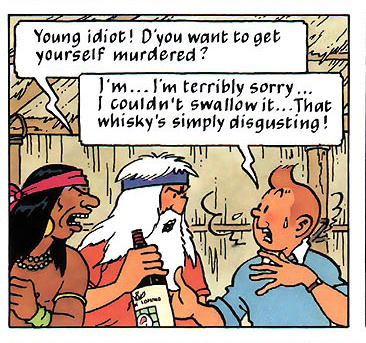 Young idiot! D'you want to get
yourself murdered?
I'm... I'm terribly sorry...
I couldn't swallow it...That
whisky's simply disgusting!